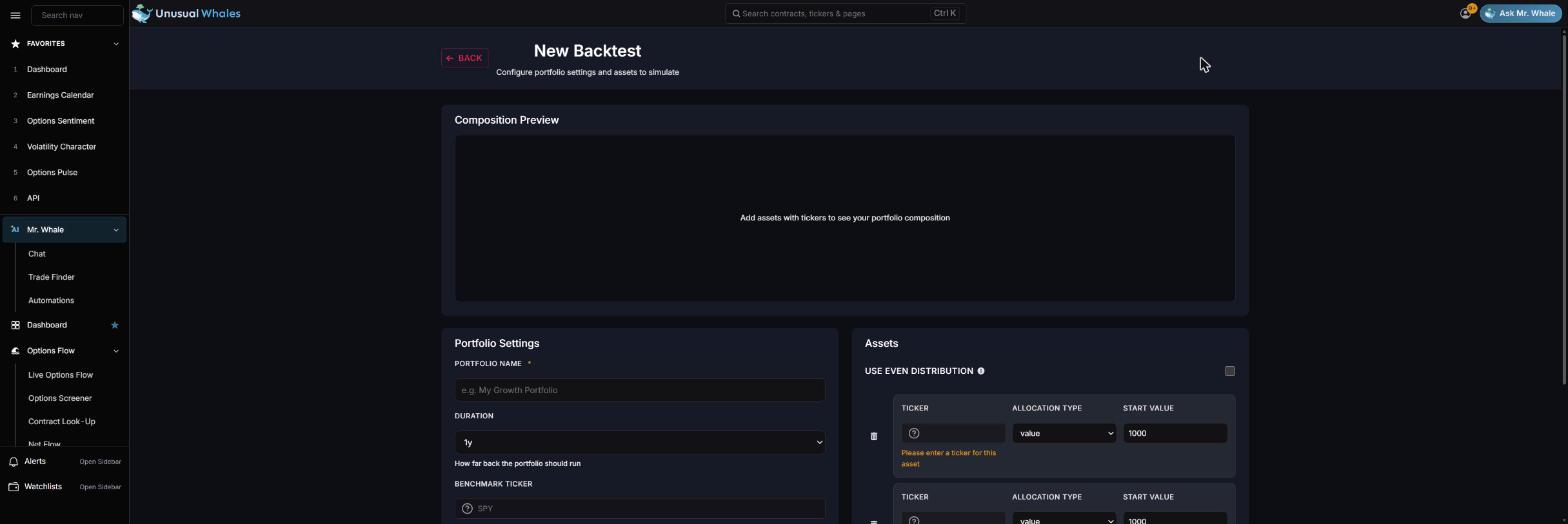 Search nav
Unusual Whales
Search contracts, tickers & pages
Ctrl K
9+
Ask Mr. Whale
FAVORITES
1 Dashboard
2 Earnings Calendar
3 Options Sentiment
4 Volatility Character
5 Options Pulse
6 API
AI Mr. Whale
Chat
Trade Finder
Automations
Dashboard
Options Flow
Live Options Flow
Options Screener
Contract Look-Up
Net Flow
Alerts Open Sidebar
Watchlists Open Sidebar
← BACK
New Backtest
Configure portfolio settings and assets to simulate
Composition Preview
Add assets with tickers to see your portfolio composition
Portfolio Settings
PORTFOLIO NAME *
e.g. My Growth Portfolio
DURATION
1y
How far back the portfolio should run
BENCHMARK TICKER
SPY
Assets
USE EVEN DISTRIBUTION
TICKER ALLOCATION TYPE START VALUE
value 1000
Please enter a ticker for this
asset
TICKER ALLOCATION TYPE START VALUE
value 1000